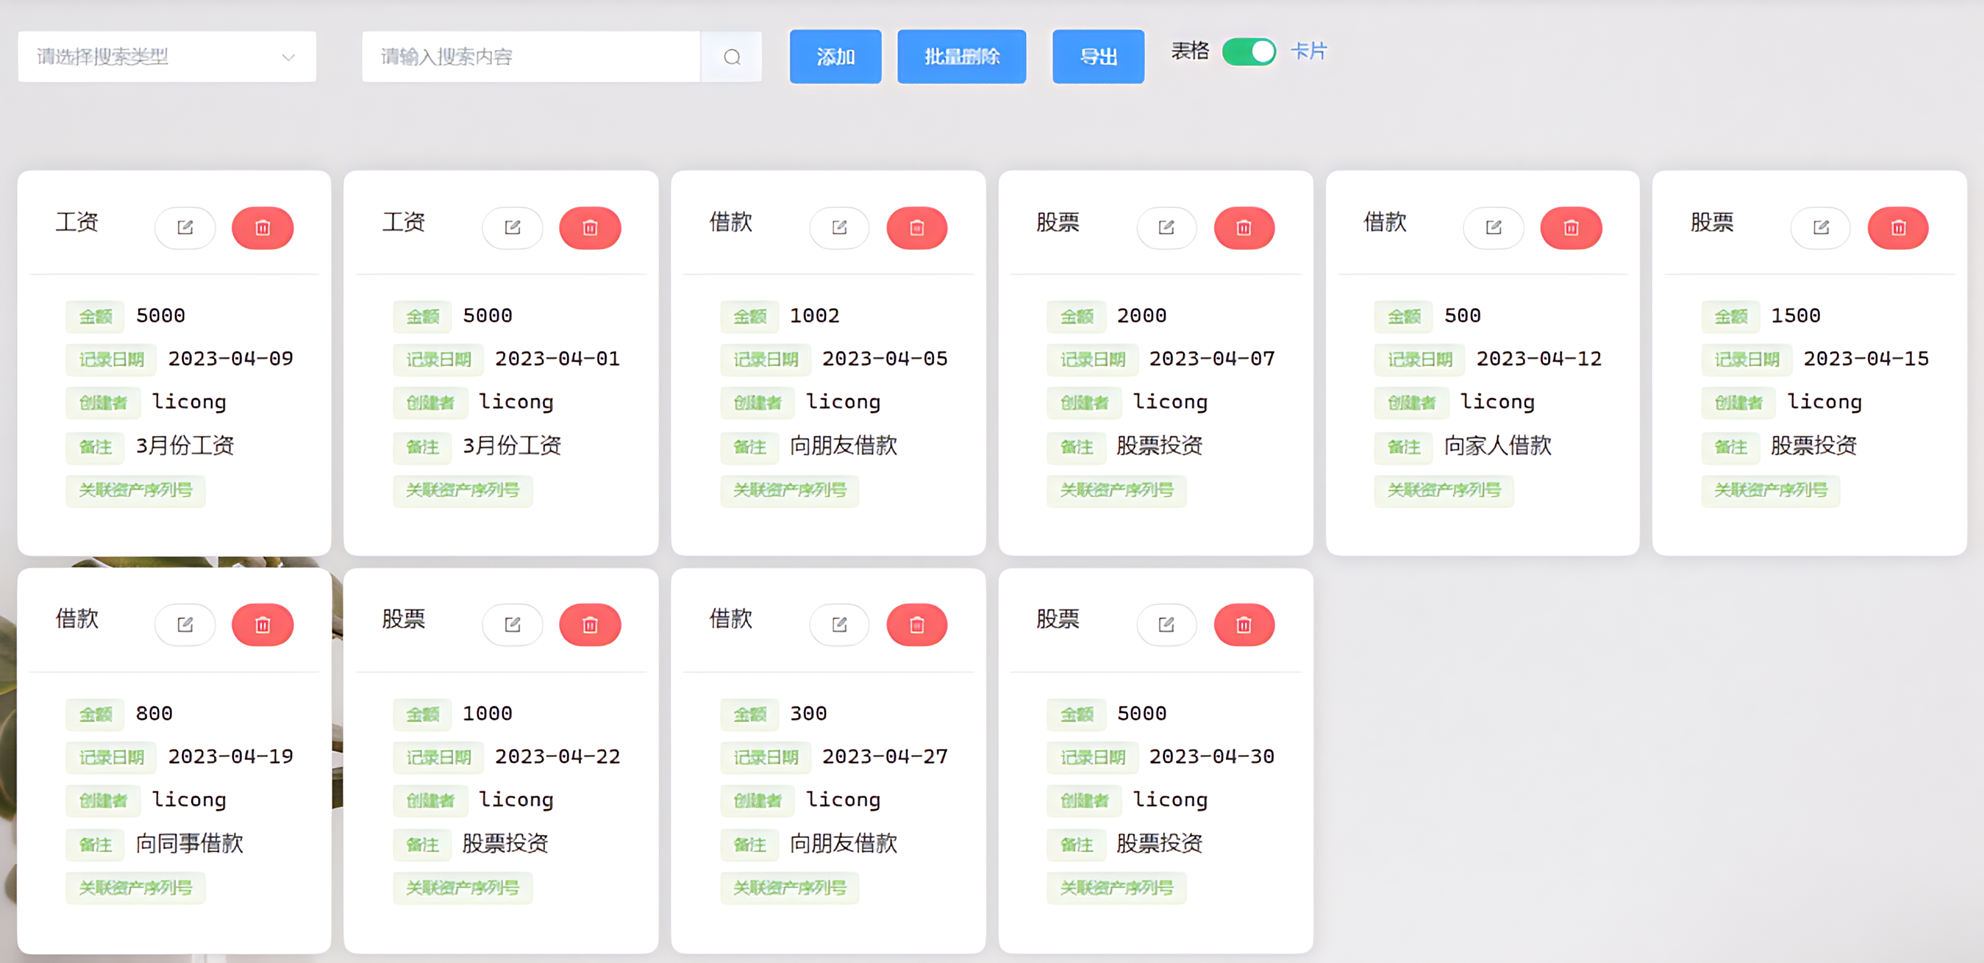 请选择搜索类型 请输入搜索内容 添加 批量删除 导出 表格 卡片
工资
金额 5000
记录日期 2023-04-09
创建者 licong
备注 3月份工资
关联资产序列号
工资
金额 5000
记录日期 2023-04-01
创建者 licong
备注 3月份工资
关联资产序列号
借款
金额 1002
记录日期 2023-04-05
创建者 licong
备注 向朋友借款
关联资产序列号
股票
金额 2000
记录日期 2023-04-07
创建者 licong
备注 股票投资
关联资产序列号
借款
金额 500
记录日期 2023-04-12
创建者 licong
备注 向家人借款
关联资产序列号
股票
金额 1500
记录日期 2023-04-15
创建者 licong
备注 股票投资
关联资产序列号
借款
金额 800
记录日期 2023-04-19
创建者 licong
备注 向同事借款
关联资产序列号
股票
金额 1000
记录日期 2023-04-22
创建者 licong
备注 股票投资
关联资产序列号
借款
金额 300
记录日期 2023-04-27
创建者 licong
备注 向朋友借款
关联资产序列号
股票
金额 5000
记录日期 2023-04-30
创建者 licong
备注 股票投资
关联资产序列号